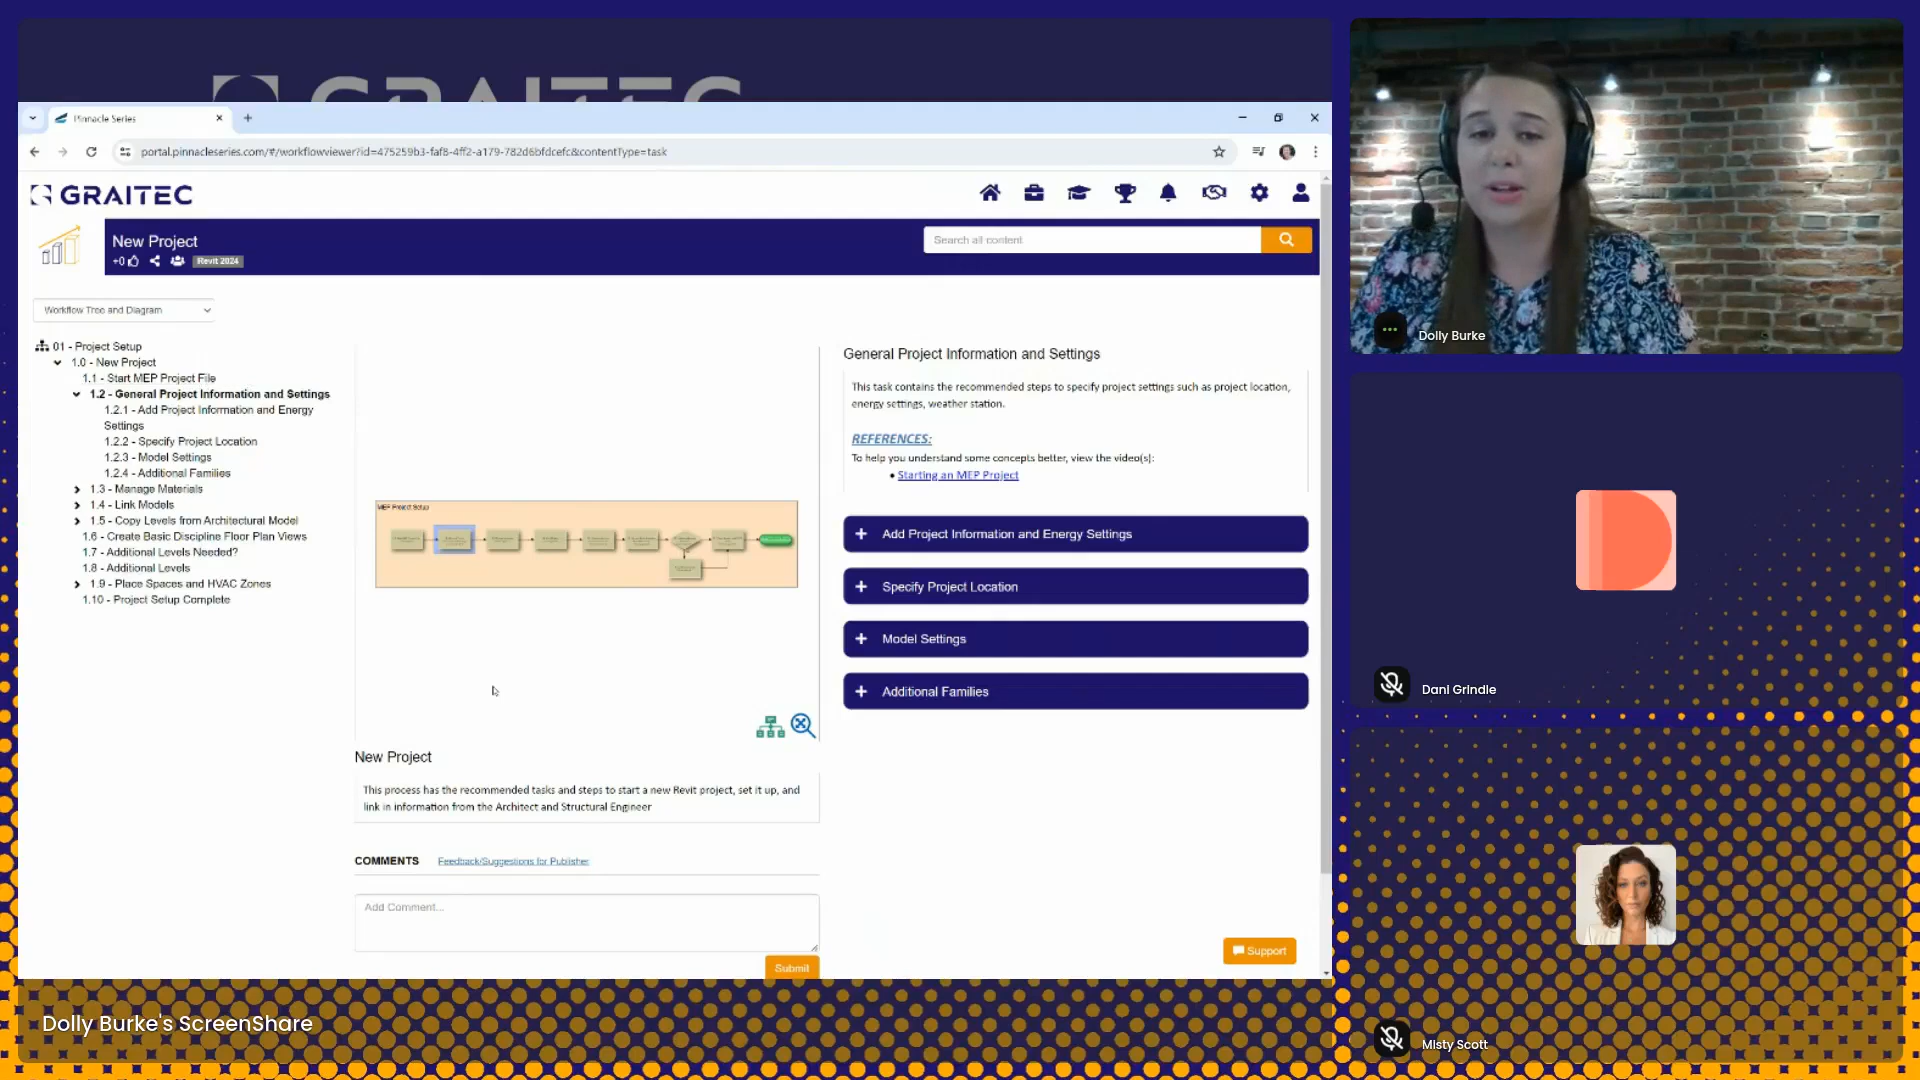 GRAITEC
Pinnacle Series
portal.pinnacleseries.com/#/workflowviewer?id=475259b3-faf8-4ff2-a179-782d6bfdcefc&contentType=task
GRAITEC
New Project
+0
Revit 2024
Search all content
Workflow Tree and Diagram
01 - Project Setup
1.0 - New Project
1.1 - Start MEP Project File
1.2 - General Project Information and Settings
1.2.1 - Add Project Information and Energy
Settings
1.2.2 - Specify Project Location
1.2.3 - Model Settings
1.2.4 - Additional Families
1.3 - Manage Materials
1.4 - Link Models
1.5 - Copy Levels from Architectural Model
1.6 - Create Basic Discipline Floor Plan Views
1.7 - Additional Levels Needed?
1.8 - Additional Levels
1.9 - Place Spaces and HVAC Zones
1.10 - Project Setup Complete
MEP Project Setup
New Project
This process has the recommended tasks and steps to start a new Revit project, set it up, and
link in information from the Architect and Structural Engineer
COMMENTS
Feedback/Suggestions for Publisher
Add Comment...
Submit
General Project Information and Settings
This task contains the recommended steps to specify project settings such as project location,
energy settings, weather station.
REFERENCES:
To help you understand some concepts better, view the video(s):
• Starting an MEP Project
Add Project Information and Energy Settings
Specify Project Location
Model Settings
Additional Families
Support
Dolly Burke's ScreenShare
Dolly Burke
Dani Grindle
Misty Scott